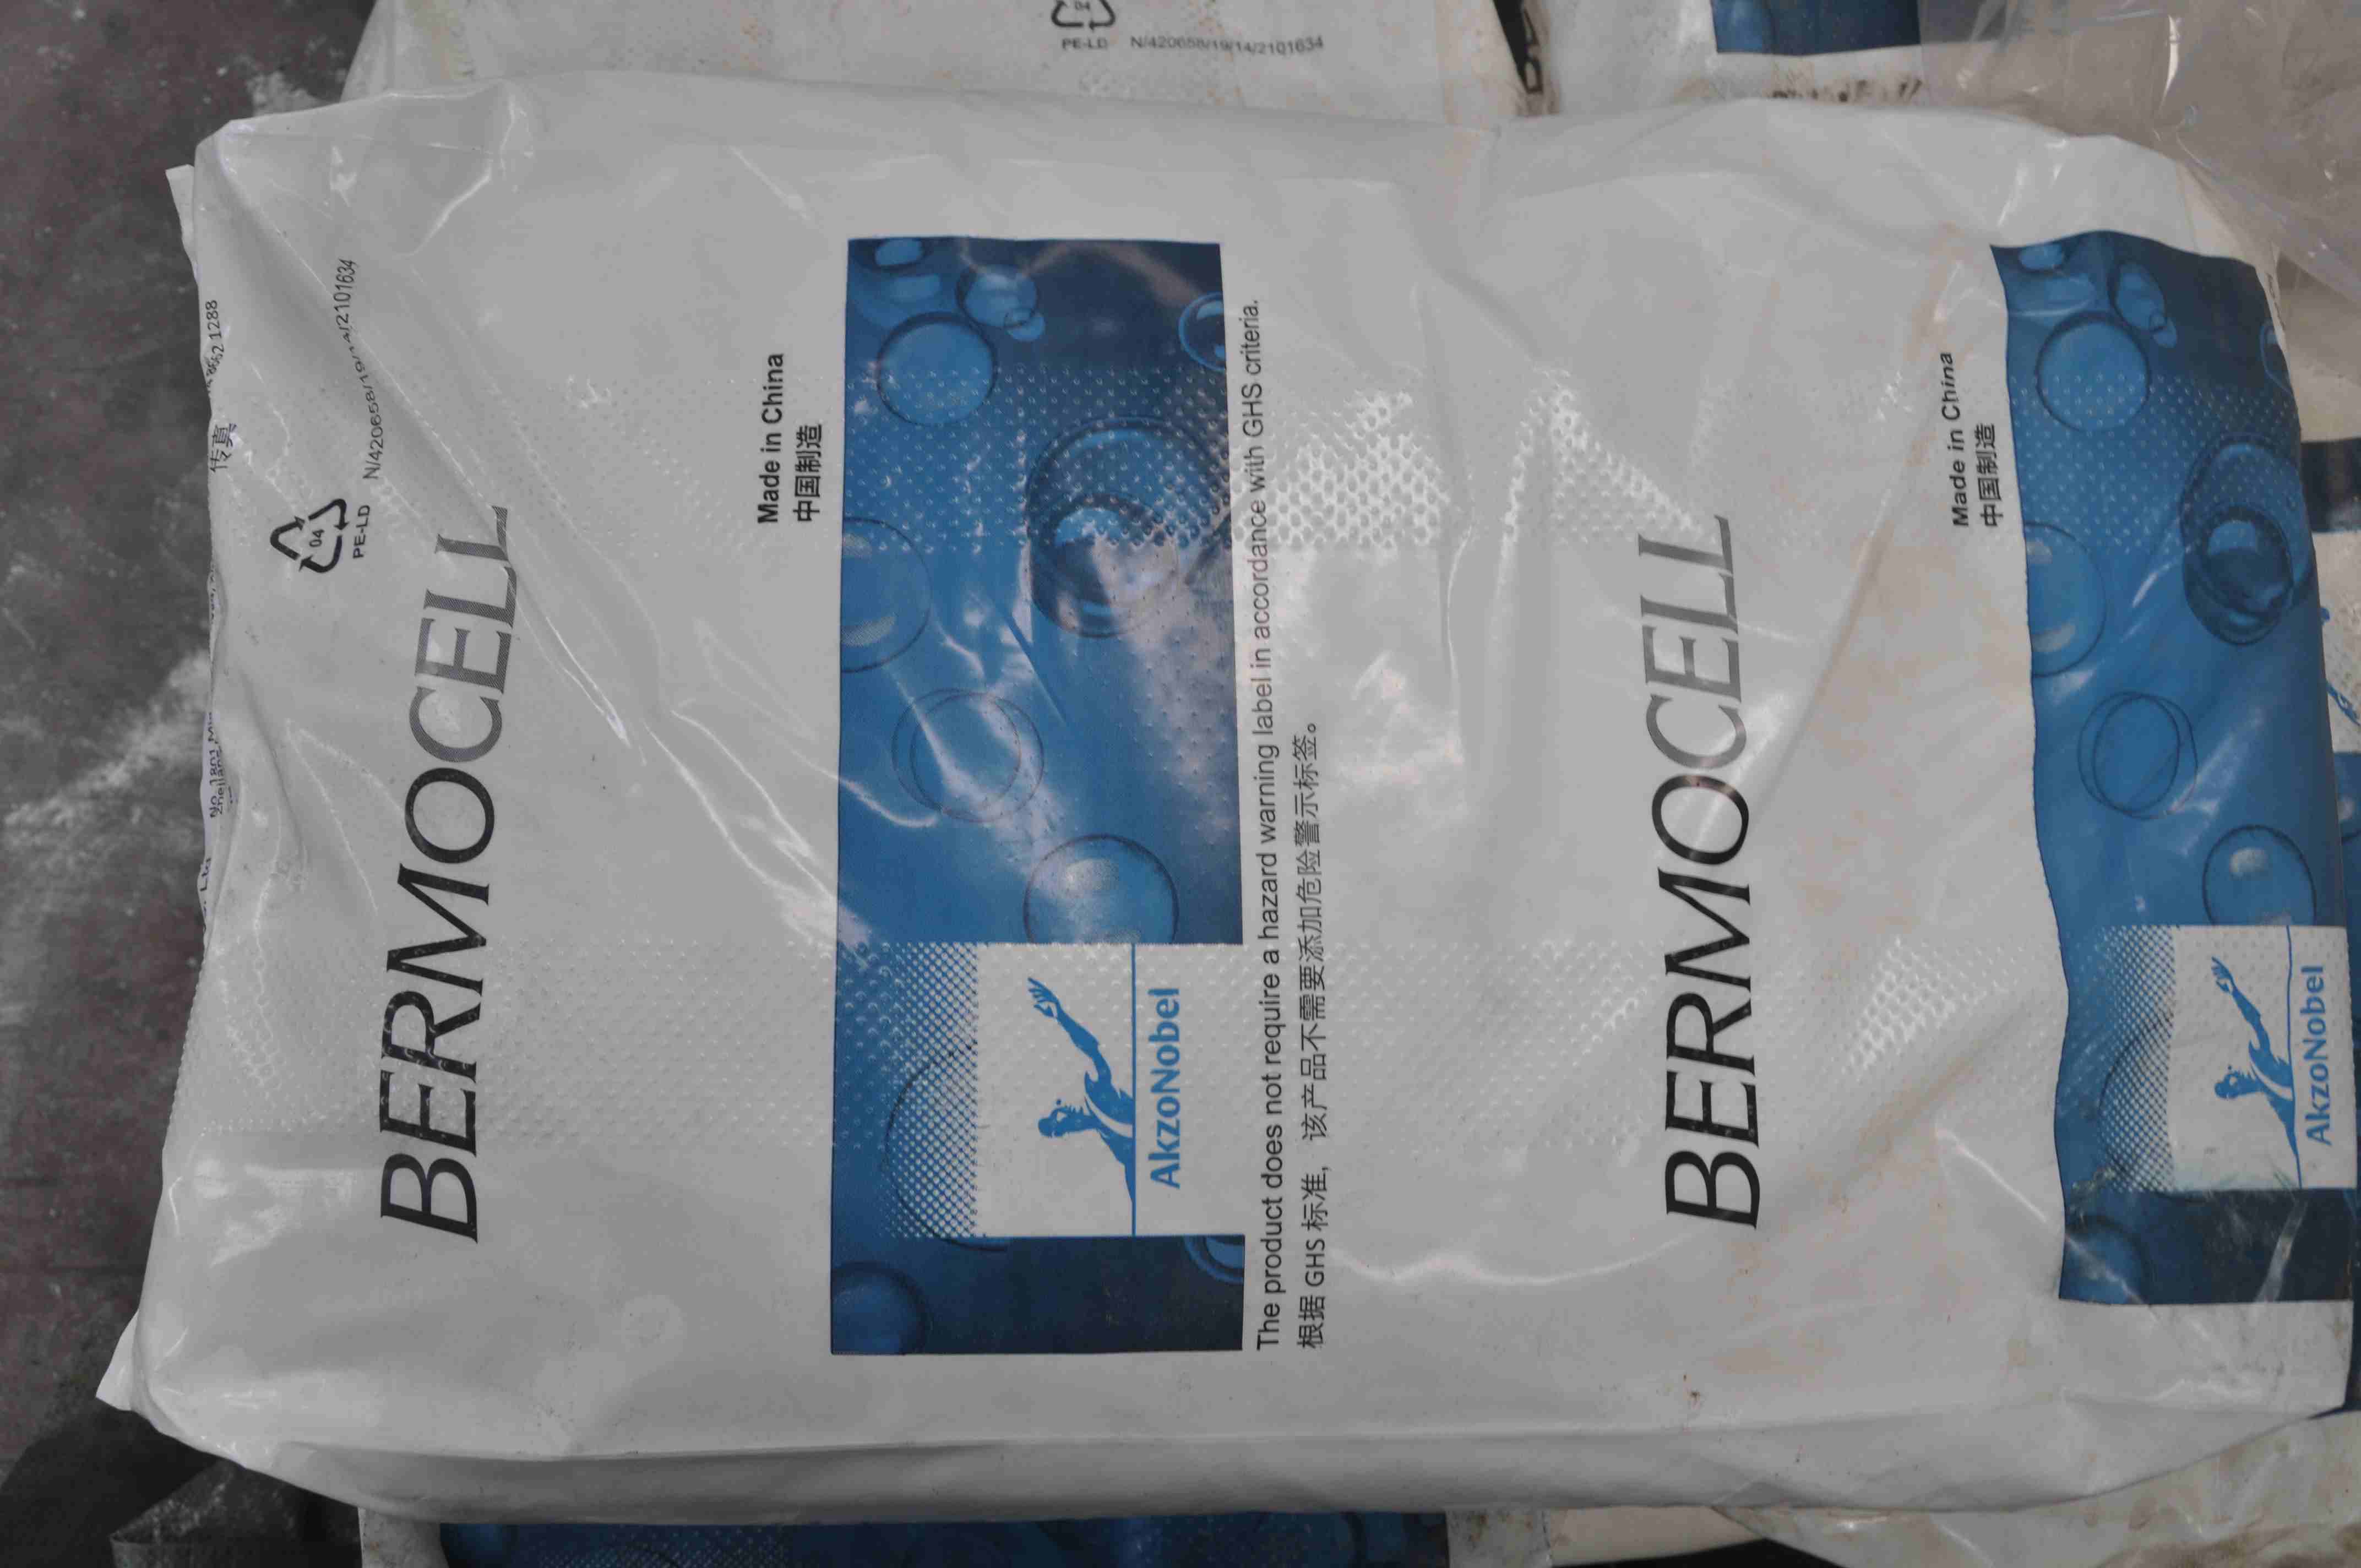 传真
1288
04
PE-LD
N/420658/19/14/2101634
BERMOCELL
Made in China
中国制造
AkzoNobel
The product does not require a hazard warning label in accordance with GHS criteria.
根据 GHS 标准，该产品不需要添加危险警示标签。
BERMOCELL
Made in China
中国制造
AkzoNobel
04
PE-LD N/420658/19/14/2101634